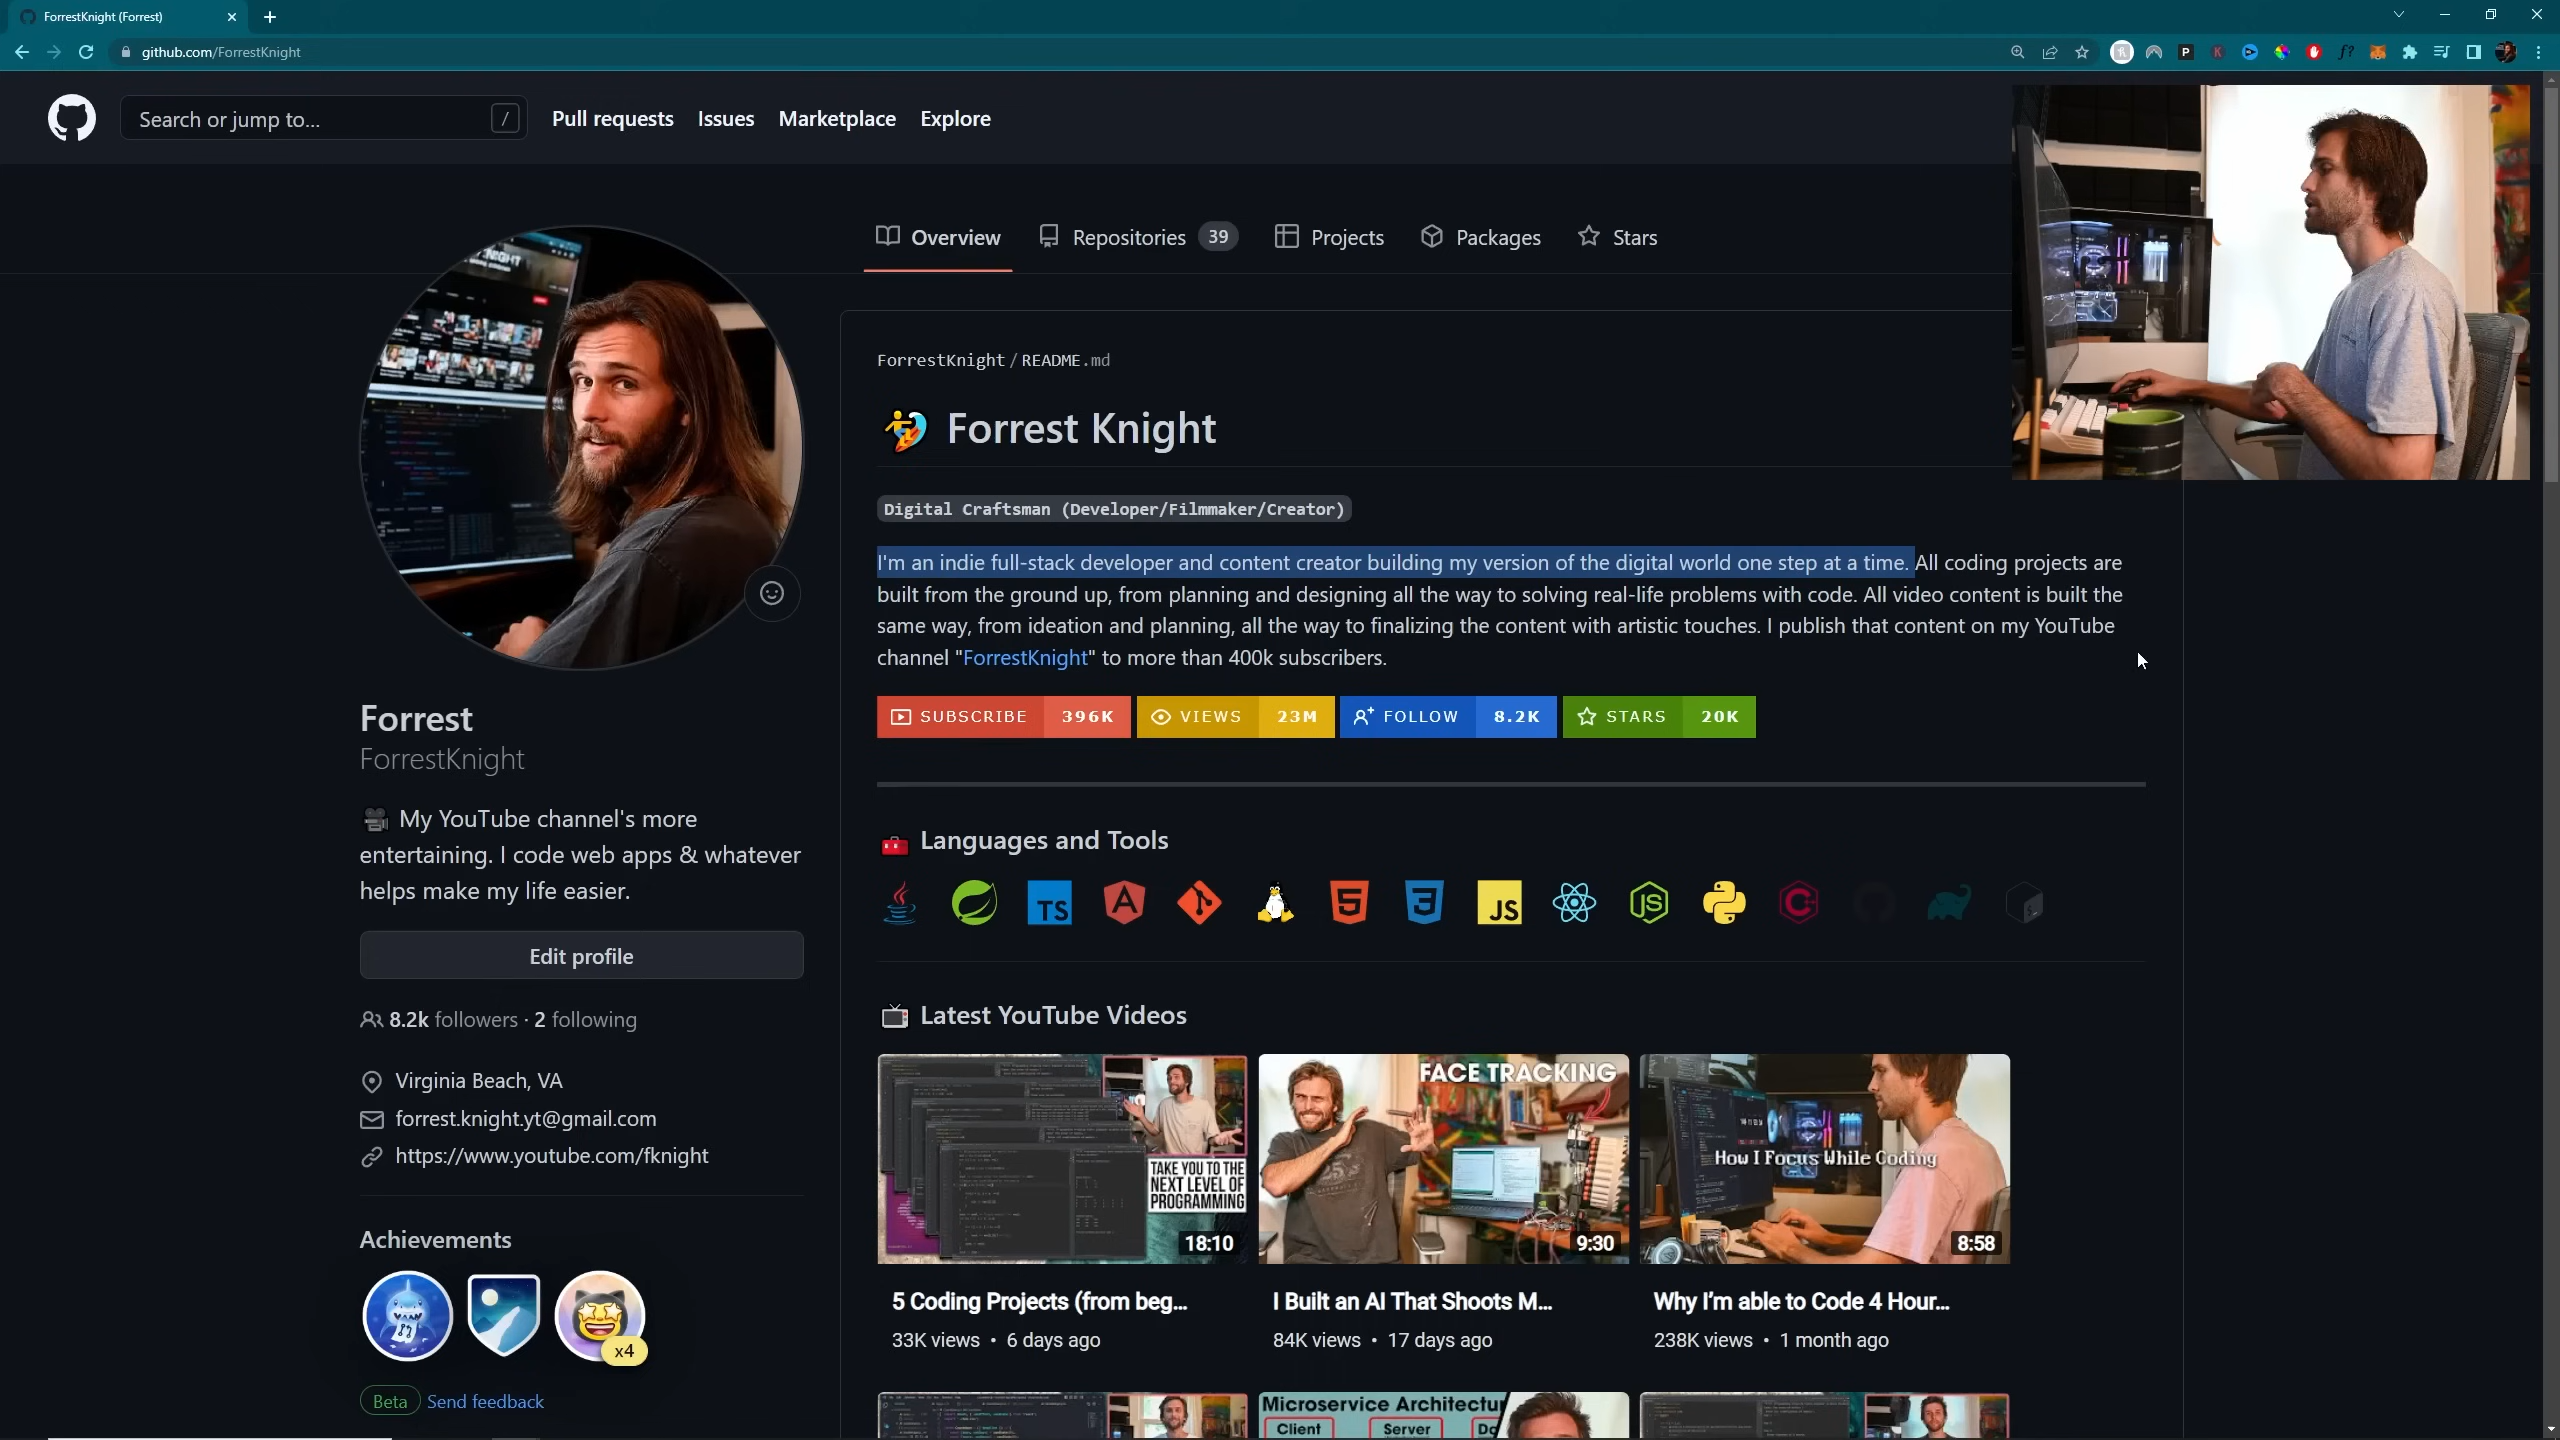 ForrestKnight (Forrest)
github.com/ForrestKnight
Search or jump to...
/
Pull requests
Issues
Marketplace
Explore
Overview
Repositories 39
Projects
Packages
Stars
ForrestKnight / README.md
Forrest Knight
Digital Craftsman (Developer/Filmmaker/Creator)
I'm an indie full-stack developer and content creator building my version of the digital world one step at a time. All coding projects are
built from the ground up, from planning and designing all the way to solving real-life problems with code. All video content is built the
same way, from ideation and planning, all the way to finalizing the content with artistic touches. I publish that content on my YouTube
channel "ForrestKnight" to more than 400k subscribers.
SUBSCRIBE 396K
VIEWS 23M
FOLLOW 8.2K
STARS 20K
Forrest
ForrestKnight
My YouTube channel's more
entertaining. I code web apps & whatever
helps make my life easier.
Edit profile
8.2k followers · 2 following
Virginia Beach, VA
forrest.knight.yt@gmail.com
https://www.youtube.com/fknight
Achievements
x4
Beta Send feedback
Languages and Tools
TS
JS
Latest YouTube Videos
TAKE YOU TO THE
NEXT LEVEL OF
PROGRAMMING
18:10
FACE TRACKING
9:30
How I Focus While Coding
8:58
5 Coding Projects (from beg...
33K views • 6 days ago
I Built an AI That Shoots M...
84K views • 17 days ago
Why I'm able to Code 4 Hour...
238K views • 1 month ago
Microservice Architectur
Client
Server